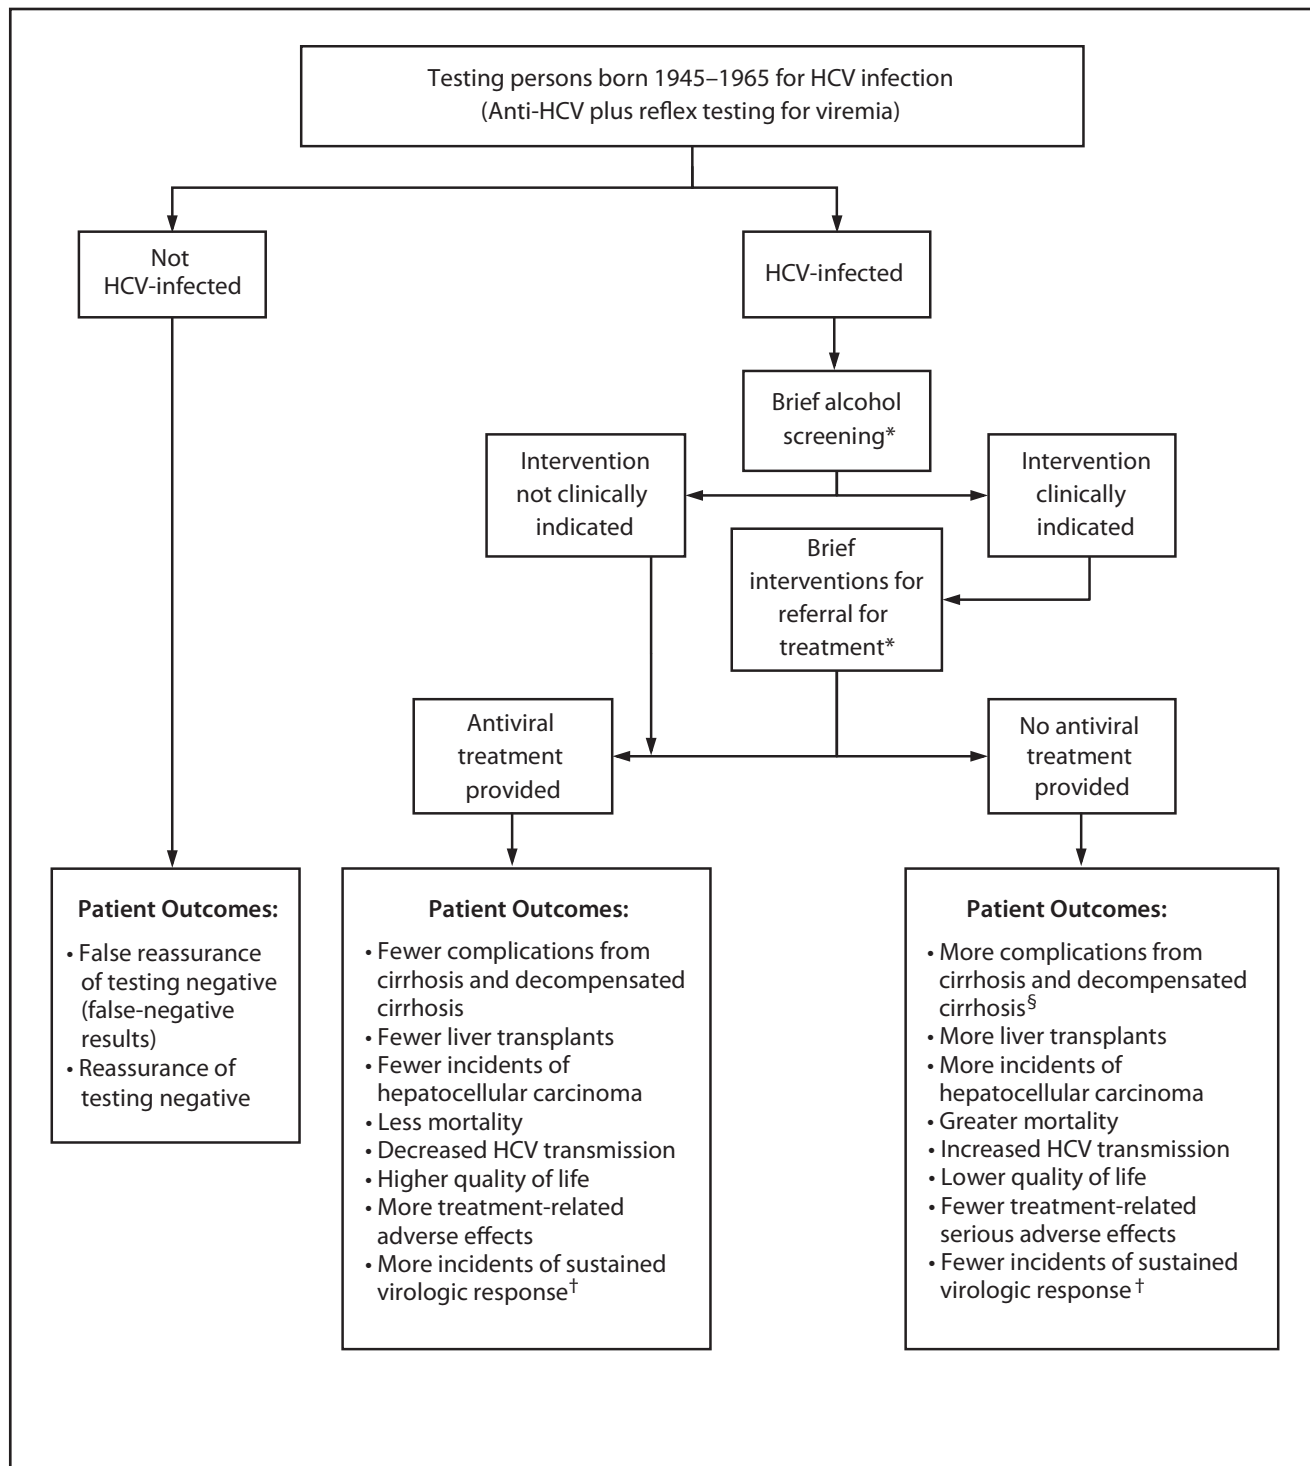 Testing persons born 1945–1965 for HCV infection
(Anti-HCV plus reflex testing for viremia)
Not
HCV-infected
HCV-infected
Brief alcohol
screening*
Intervention
not clinically
indicated
Intervention
clinically
indicated
Brief
interventions for
referral for
treatment*
Antiviral
treatment
provided
No antiviral
treatment
provided
Patient Outcomes:
• False reassurance
of testing negative
(false-negative
results)
• Reassurance of
testing negative
Patient Outcomes:
• Fewer complications from
cirrhosis and decompensated
cirrhosis
• Fewer liver transplants
• Fewer incidents of
hepatocellular carcinoma
• Less mortality
• Decreased HCV transmission
• Higher quality of life
• More treatment-related
adverse effects
• More incidents of sustained
virologic response†
Patient Outcomes:
• More complications from
cirrhosis and decompensated
cirrhosis§
• More liver transplants
• More incidents of
hepatocellular carcinoma
• Greater mortality
• Increased HCV transmission
• Lower quality of life
• Fewer treatment-related
serious adverse effects
• Fewer incidents of sustained
virologic response†